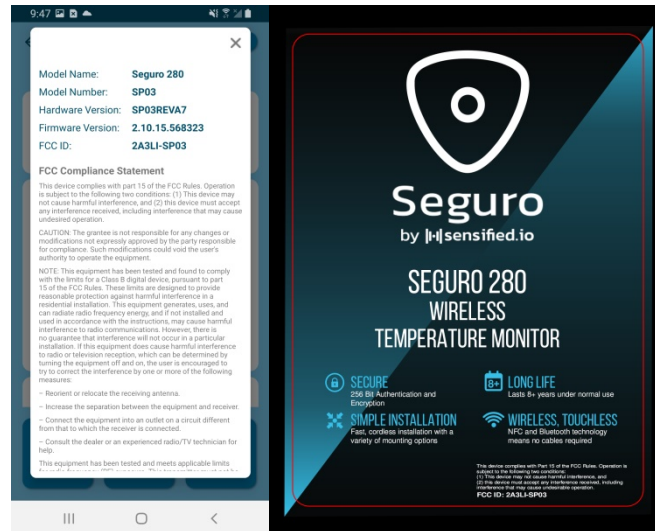 9:47
Model Name: Seguro 280
Model Number: SP03
Hardware Version: SP03REVA7
Firmware Version: 2.10.15.568323
FCC ID: 2A3LI-SP03
FCC Compliance Statement
This device complies with part 15 of the FCC Rules. Operation
is subject to the following two conditions: (1) This device may
not cause harmful interference, and (2) this device must accept
any interference received, including interference that may cause
undesired operation.
CAUTION: The grantee is not responsible for any changes or
modifications not expressly approved by the party responsible
for compliance. Such modifications could void the user's
authority to operate the equipment.
NOTE: This equipment has been tested and found to comply
with the limits for a Class B digital device, pursuant to part
15 of the FCC Rules. These limits are designed to provide
reasonable protection against harmful interference in a
residential installation. This equipment generates, uses, and
can radiate radio frequency energy, and if not installed and
used in accordance with the instructions, may cause harmful
interference to radio communications. However, there is
no guarantee that interference will not occur in a particular
installation. If this equipment does cause harmful interference
to radio or television reception, which can be determined by
turning the equipment off and on, the user is encouraged to
try to correct the interference by one or more of the following
measures:
– Reorient or relocate the receiving antenna.
– Increase the separation between the equipment and receiver.
– Connect the equipment into an outlet on a circuit different
from that to which the receiver is connected.
– Consult the dealer or an experienced radio/TV technician for
help.
This equipment has been tested and meets applicable limits
Seguro
by sensified.io
SEGURO 280
WIRELESS
TEMPERATURE MONITOR
SECURE
256 Bit Authentication and
Encryption
8+
LONG LIFE
Lasts 8+ years under normal use
SIMPLE INSTALLATION
Fast, cordless installation with a
variety of mounting options
WIRELESS, TOUCHLESS
NFC and Bluetooth technology
means no cables required
This device complies with Part 15 of the FCC Rules. Operation is
subject to the following two conditions:
(1) This device may not cause harmful interference, and
(2) this device must accept any interference received, including
interference that may cause undesirable operation.
FCC ID: 2A3LI-SP03